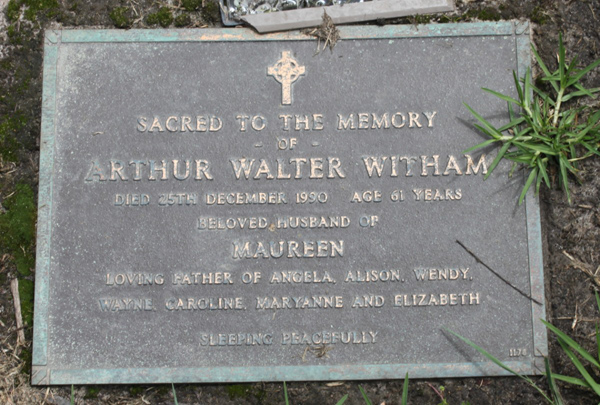 SACRED TO THE MEMORY
- OF -
ARTHUR WALTER WITHAM
DIED 25TH DECEMBER 1990 AGE 61 YEARS
BELOVED HUSBAND OF
MAUREEN
LOVING FATHER OF ANGELA, ALISON, WENDY,
WAYNE, CAROLINE, MARYANNE AND ELIZABETH
SLEEPING PEACEFULLY
1178